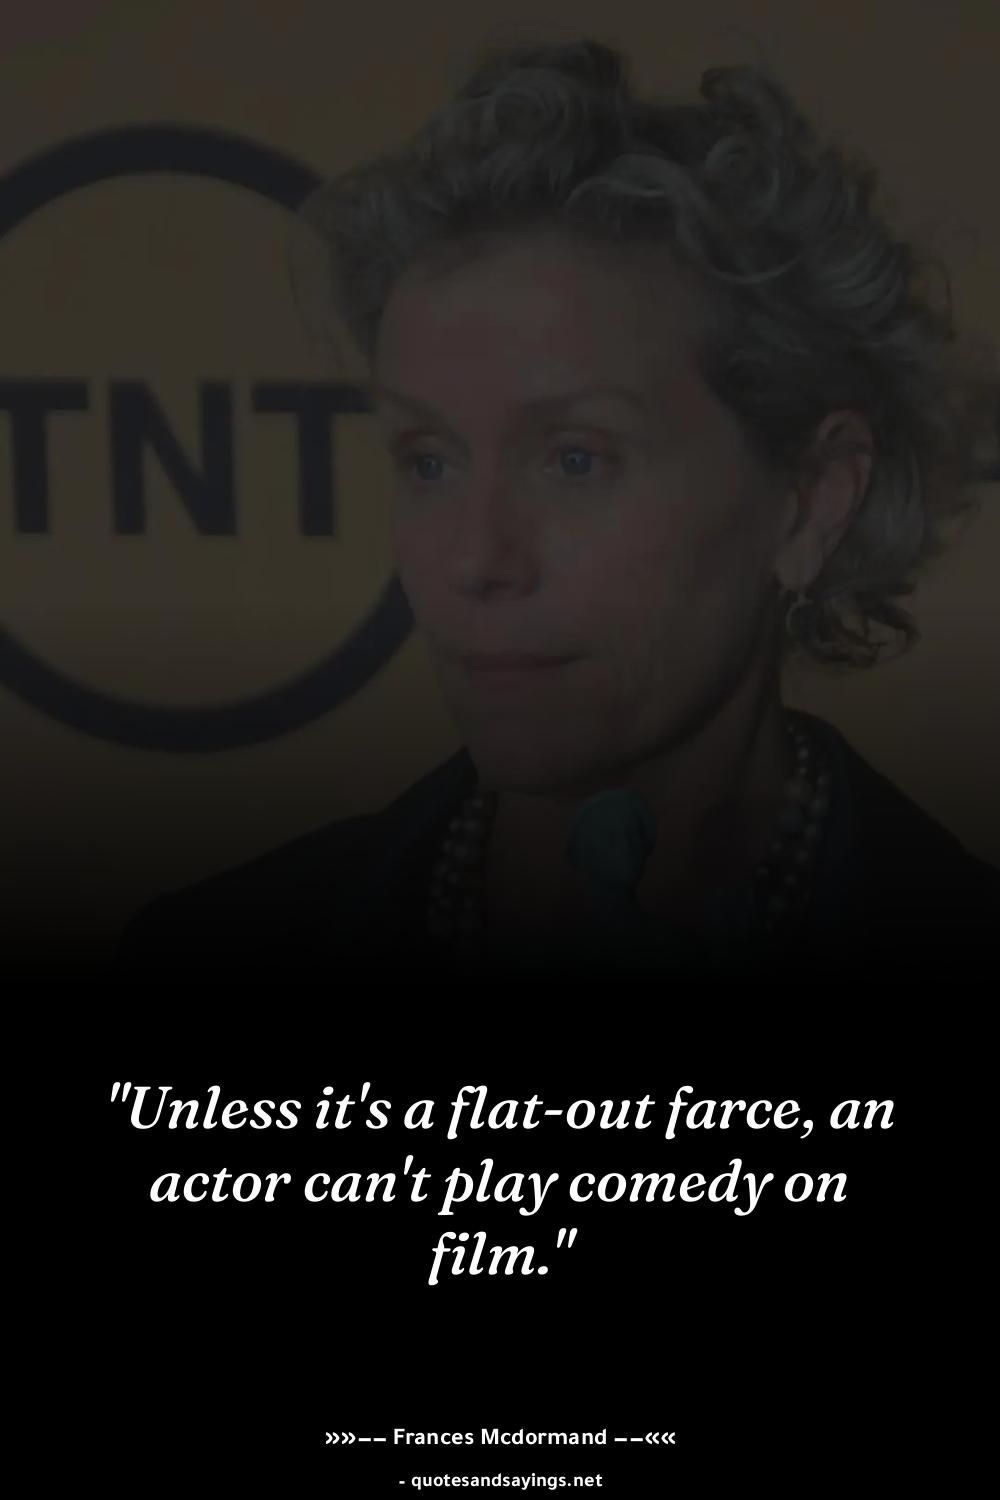 TNT
"Unless it's a flat-out farce, an
actor can't play comedy on
film."
»»–– Frances Mcdormand ––««
- quotesandsayings.net